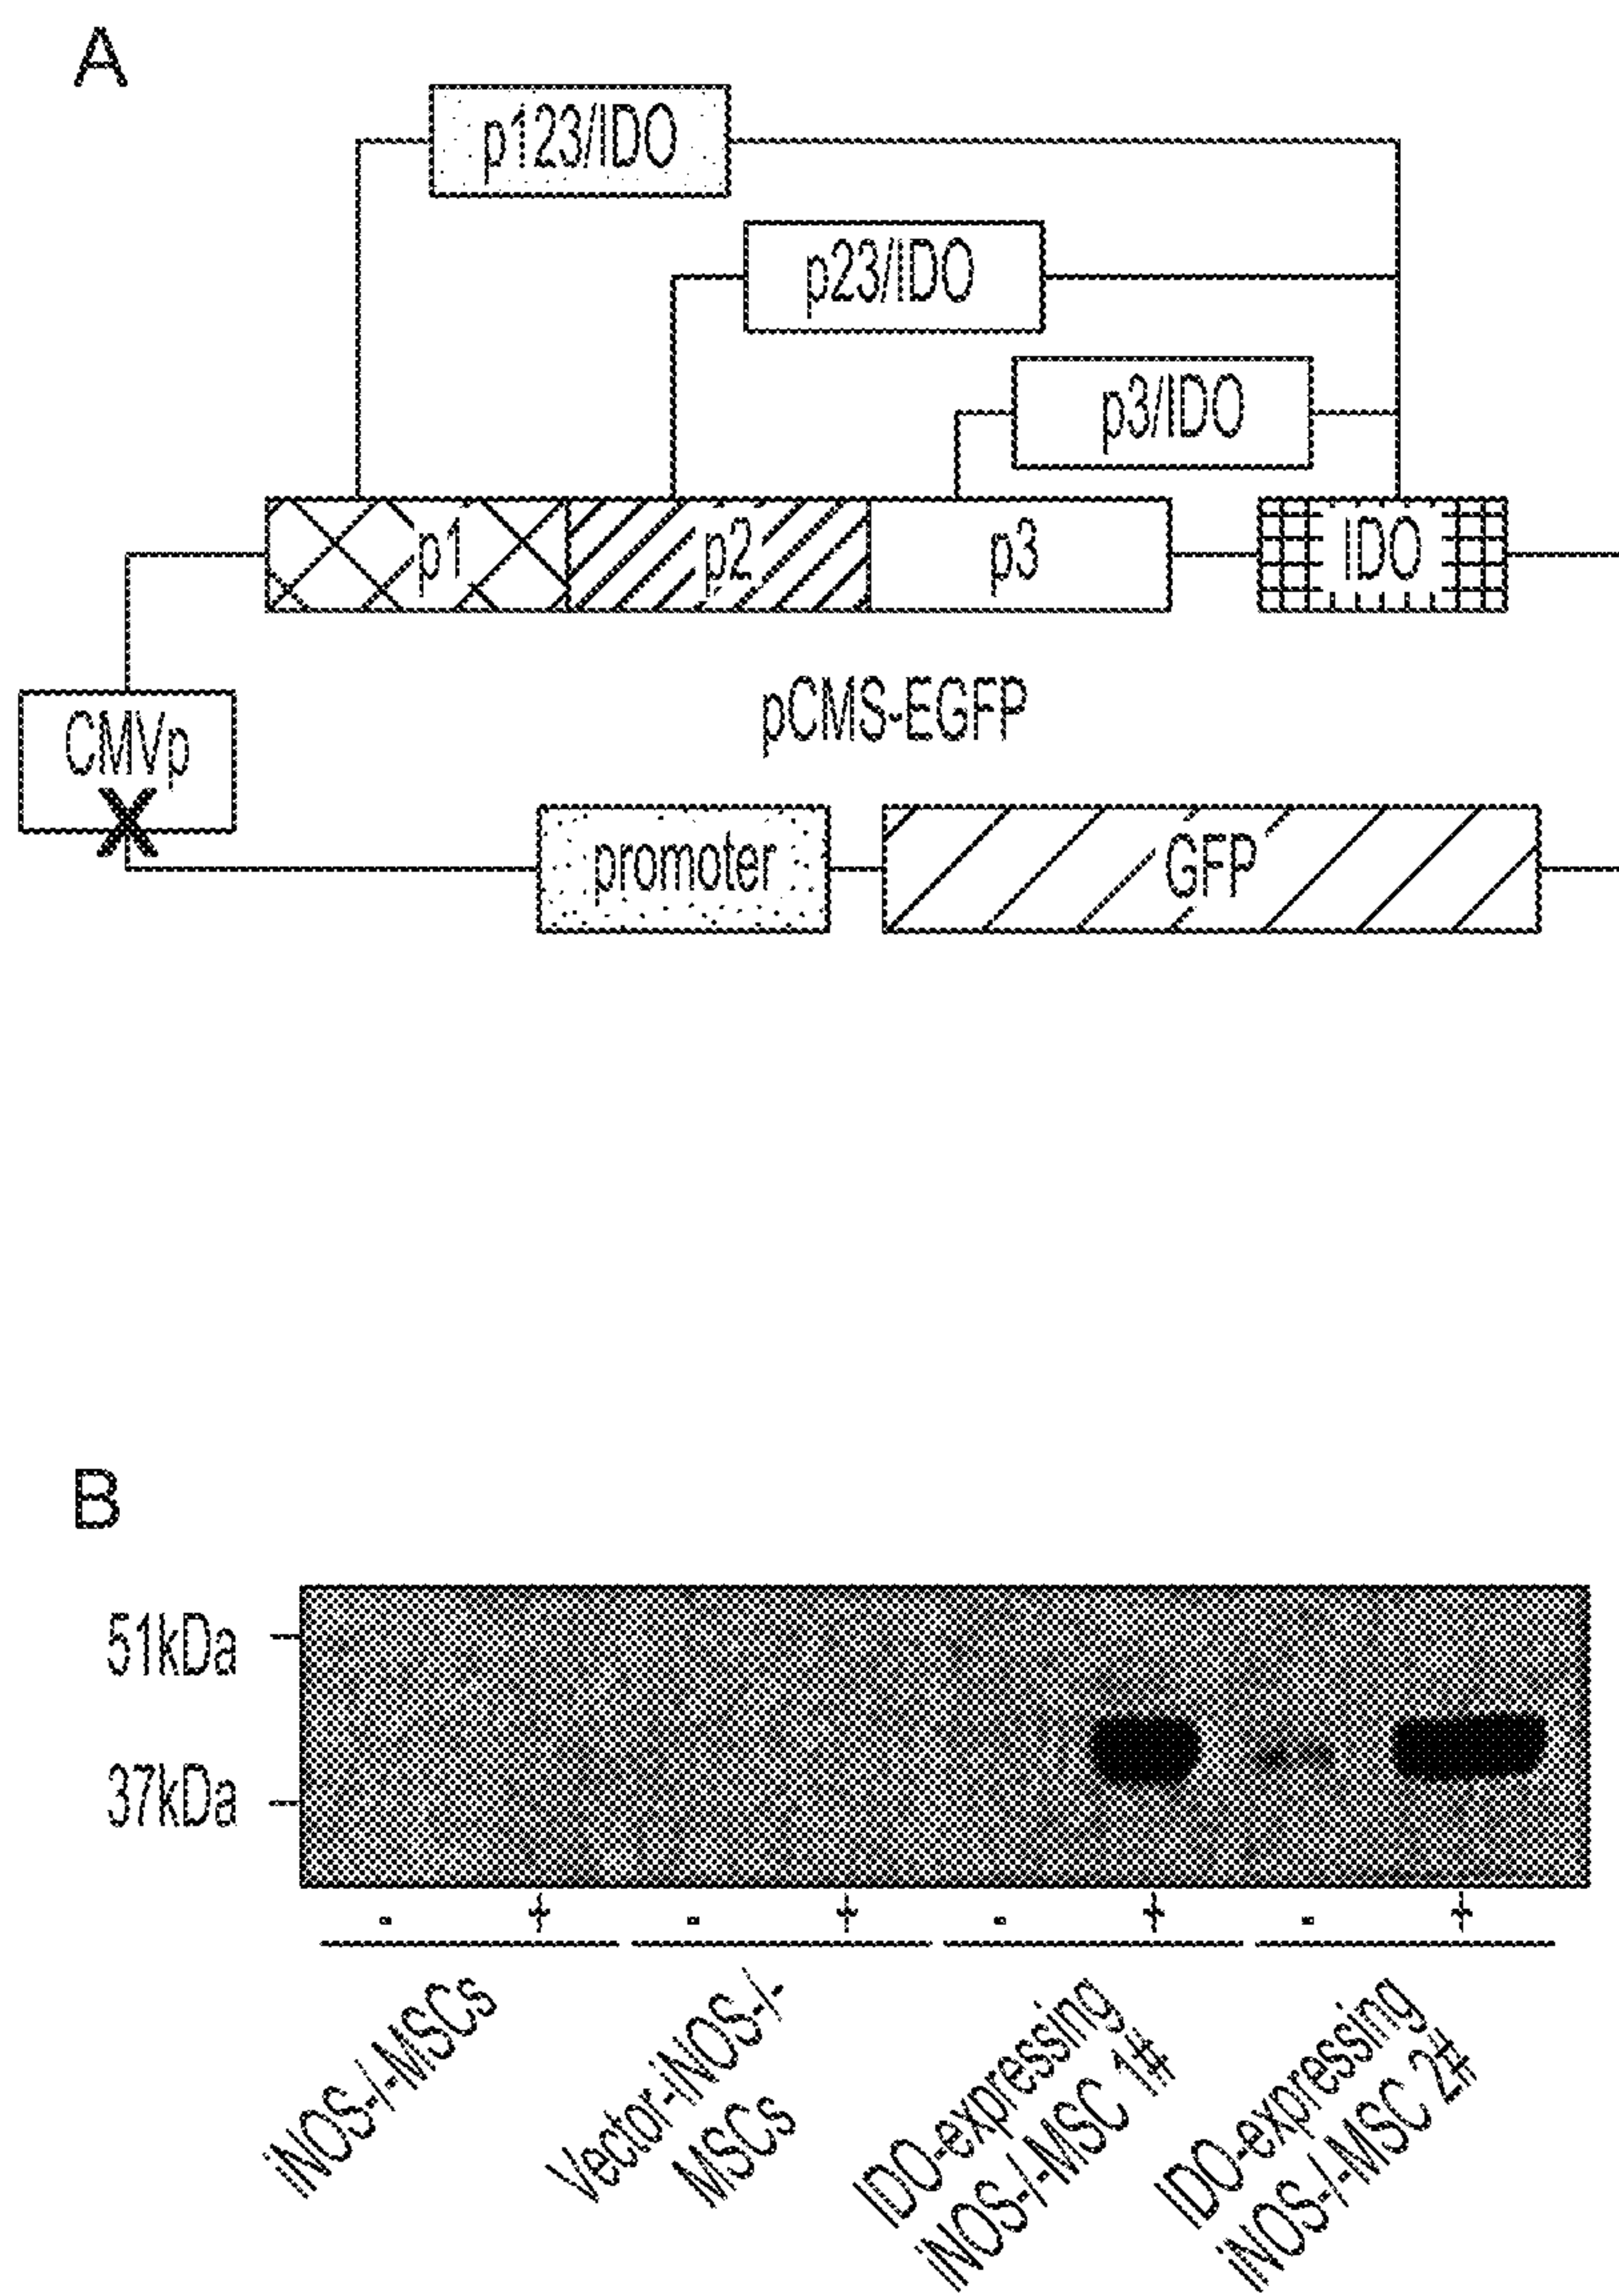 A
p123/IDO
p23/IDO
p3/IDO
p1 p2 p3 IDO
CMVp
X
pCMS-EGFP
promoter GFP
B
51kDa
37kDa
- + - + - + - +
iNOS-/-MSCs
Vector-iNOS-/-
MSCs
IDO-expressing
iNOS-/-MSC 1#
IDO-expressing
iNOS-/-MSC 2#